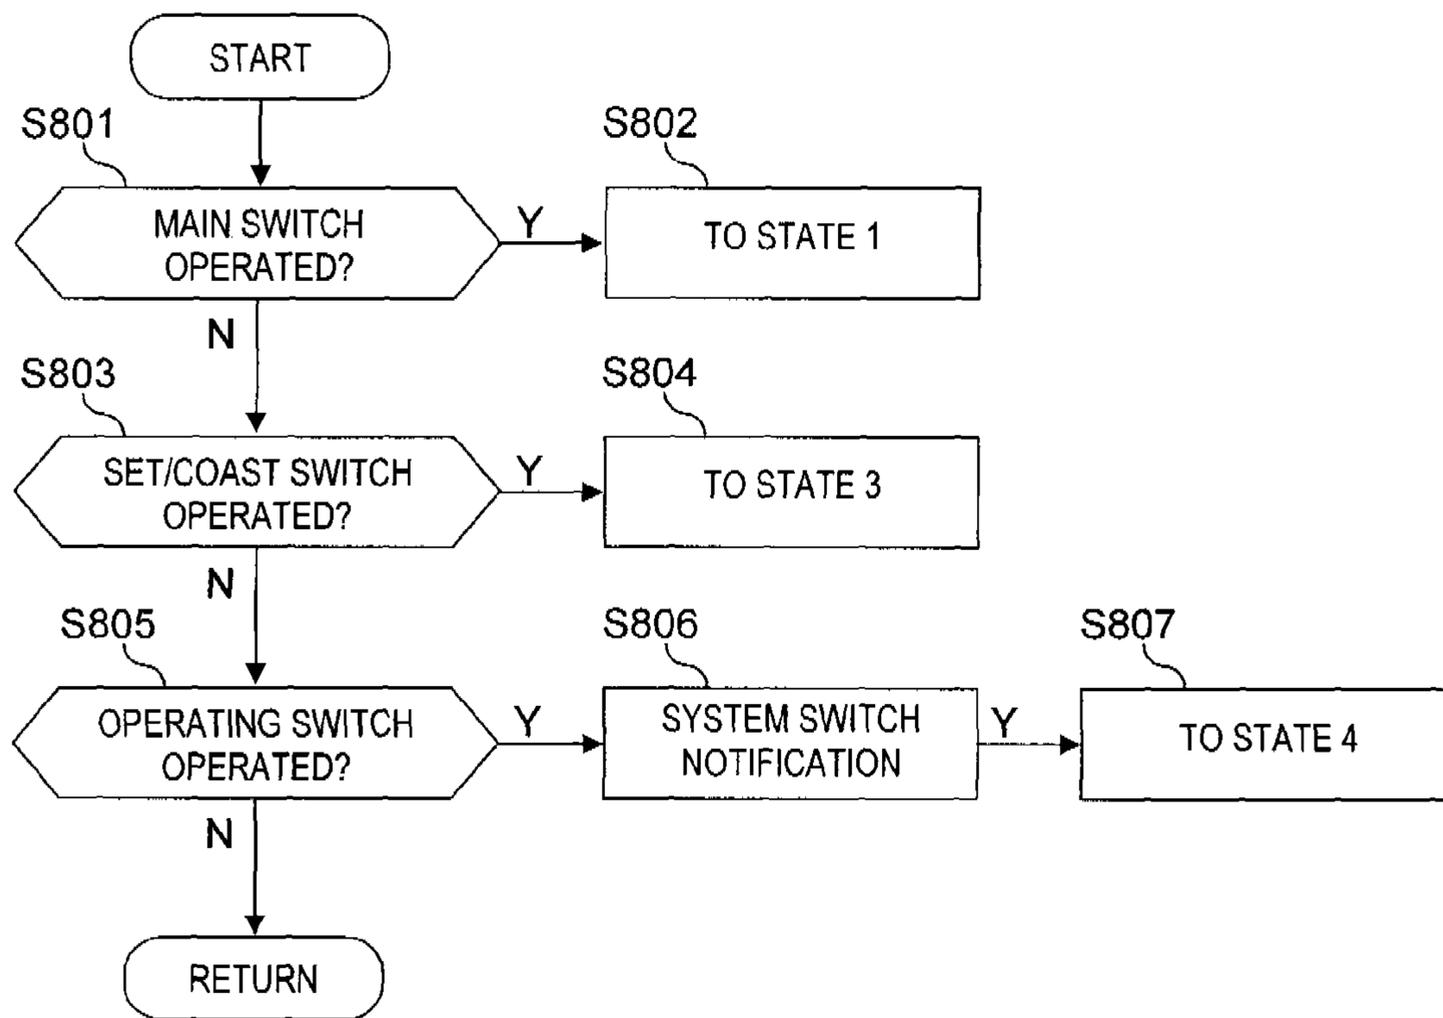 START
S801
S802
MAIN SWITCH
OPERATED?
Y
TO STATE 1
N
S803
S804
SET/COAST SWITCH
OPERATED?
Y
TO STATE 3
N
S805
S806
S807
OPERATING SWITCH
OPERATED?
Y
SYSTEM SWITCH
NOTIFICATION
Y
TO STATE 4
N
RETURN